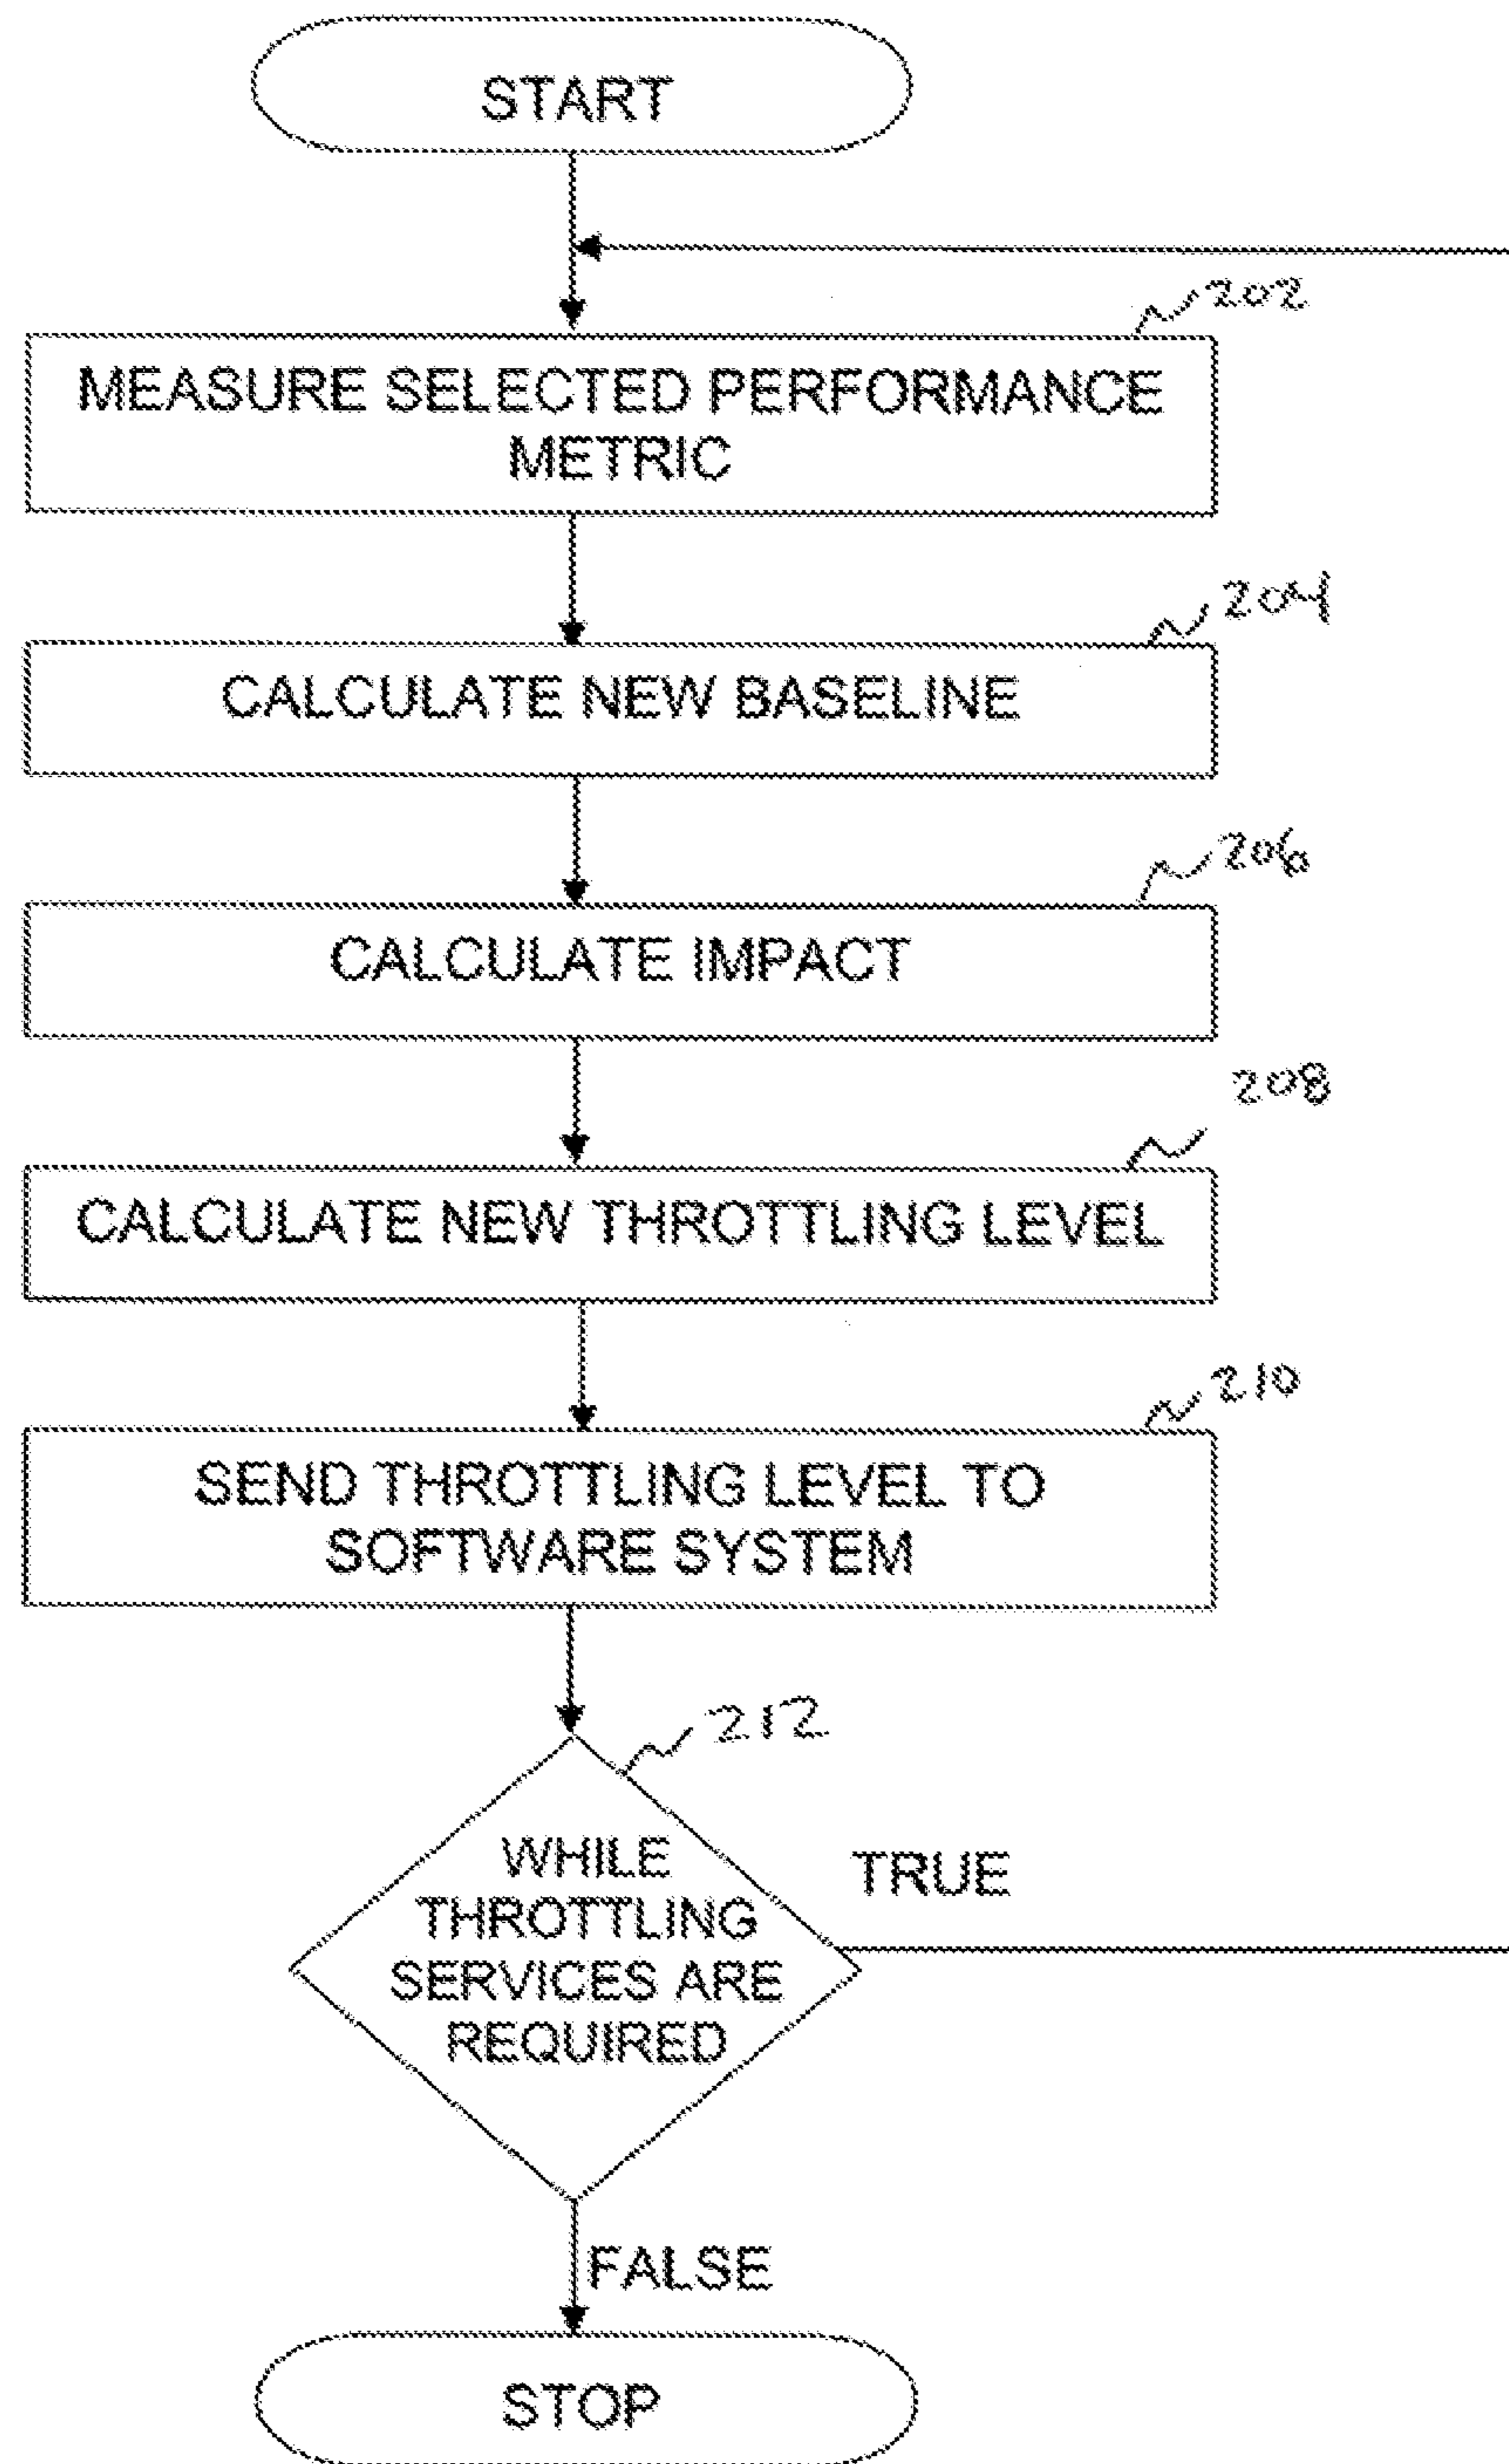 START
202
MEASURE SELECTED PERFORMANCE
METRIC
204
CALCULATE NEW BASELINE
206
CALCULATE IMPACT
208
CALCULATE NEW THROTTLING LEVEL
210
SEND THROTTLING LEVEL TO
SOFTWARE SYSTEM
212
WHILE
THROTTLING
SERVICES ARE
REQUIRED
TRUE
FALSE
STOP